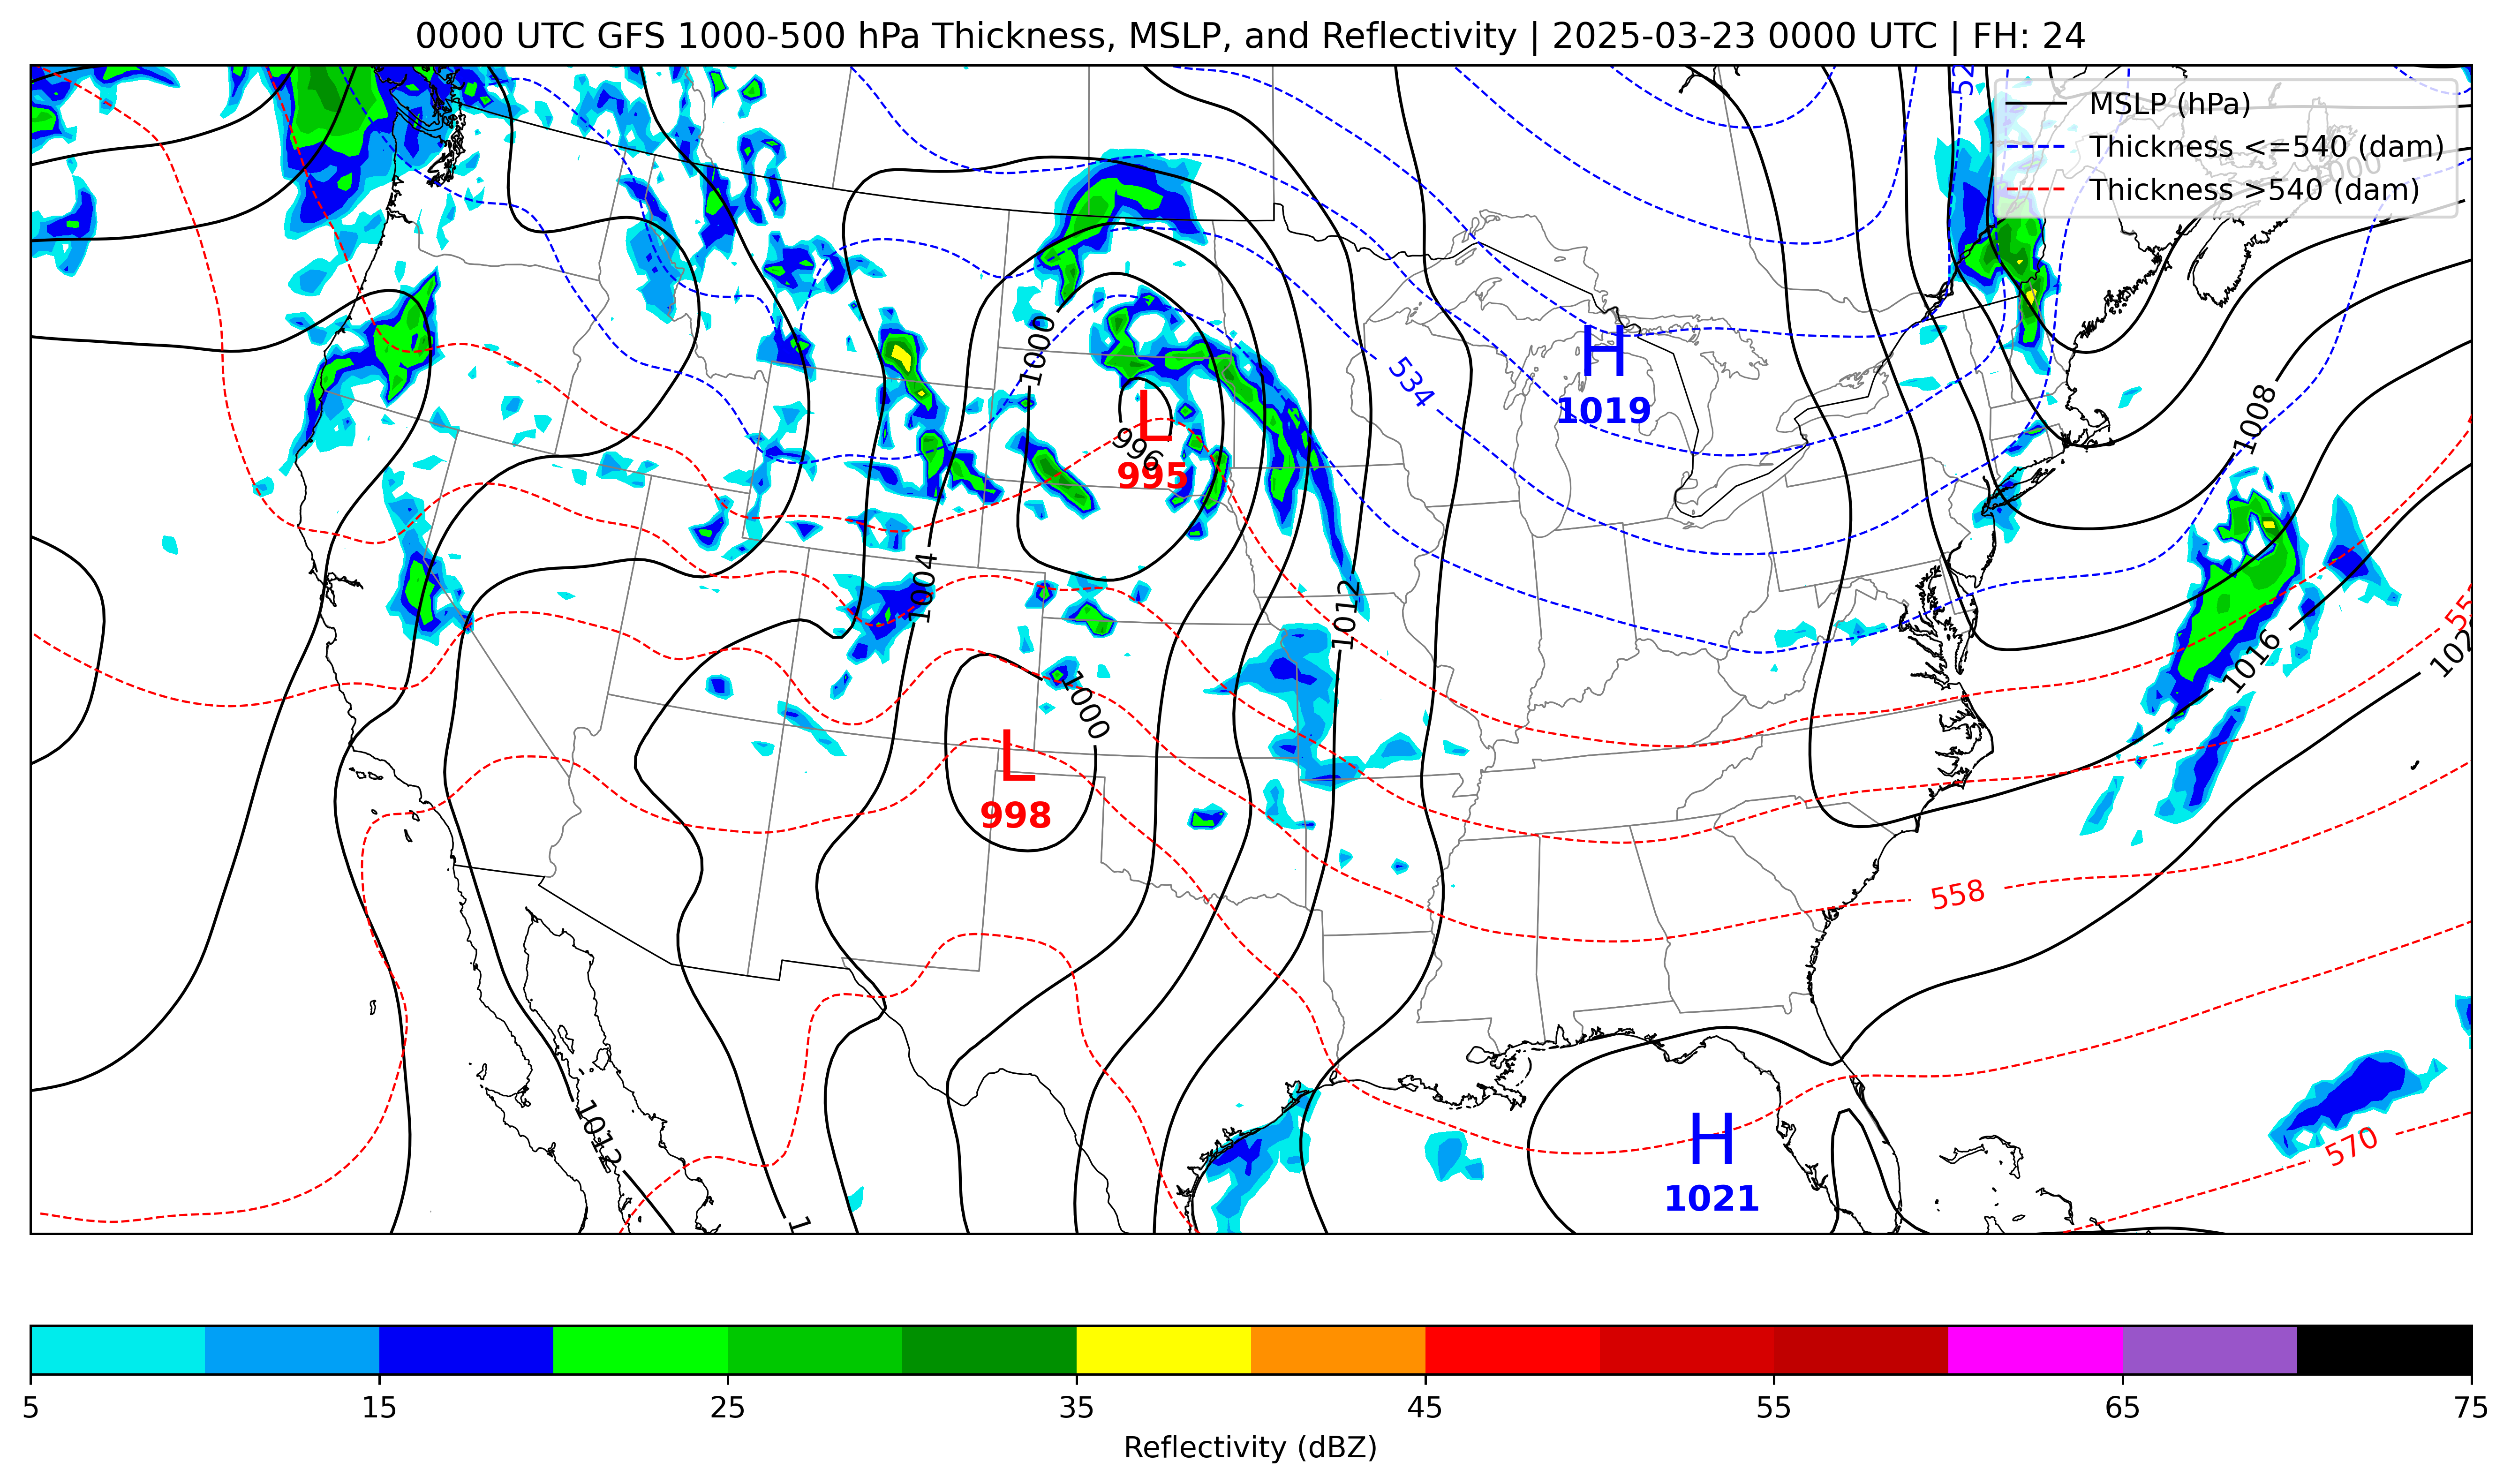 0000 UTC GFS 1000-500 hPa Thickness, MSLP, and Reflectivity | 2025-03-23 0000 UTC | FH: 24
MSLP (hPa)
Thickness <=540 (dam)
Thickness >540 (dam)
1000
534
H
1019
1008
L
996
995
1004
1012
1016
1000
L
998
558
1012
H
1021
570
5 15 25 35 45 55 65 75
Reflectivity (dBZ)